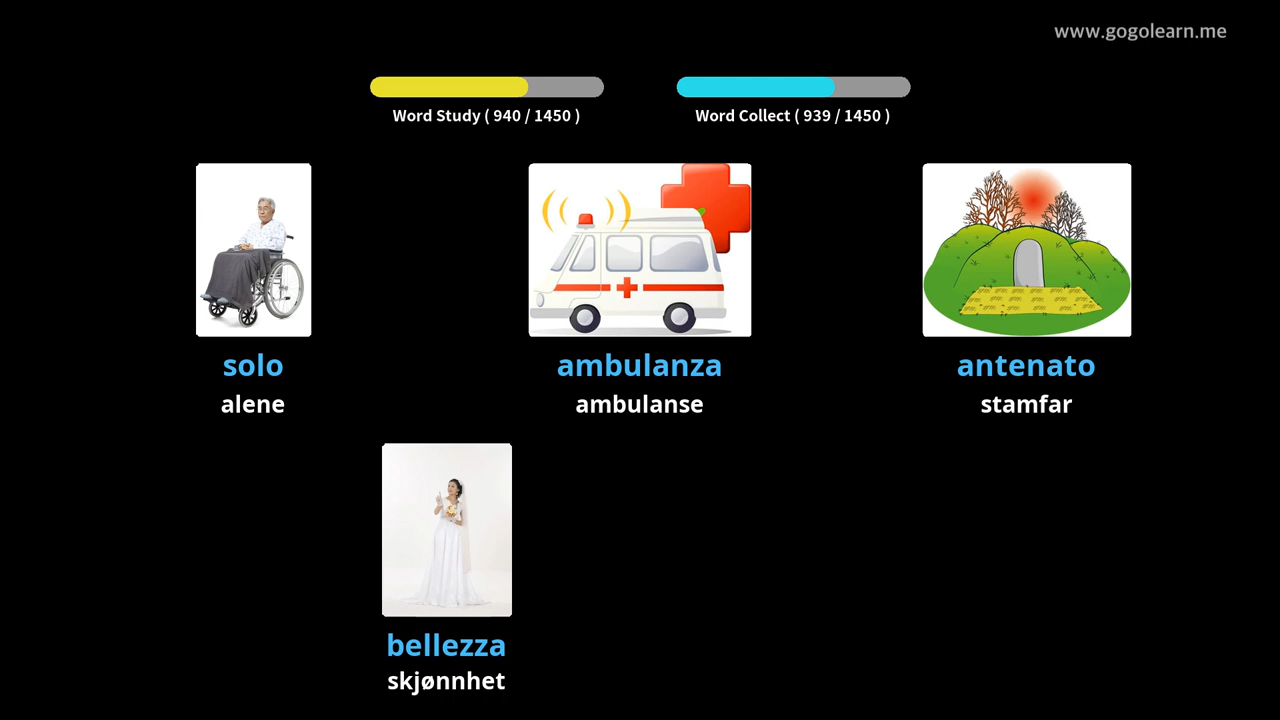 www.gogolearn.me
Word Study ( 940 / 1450 )
Word Collect ( 939 / 1450 )
solo
alene
ambulanza
ambulanse
antenato
stamfar
bellezza
skjønnhet